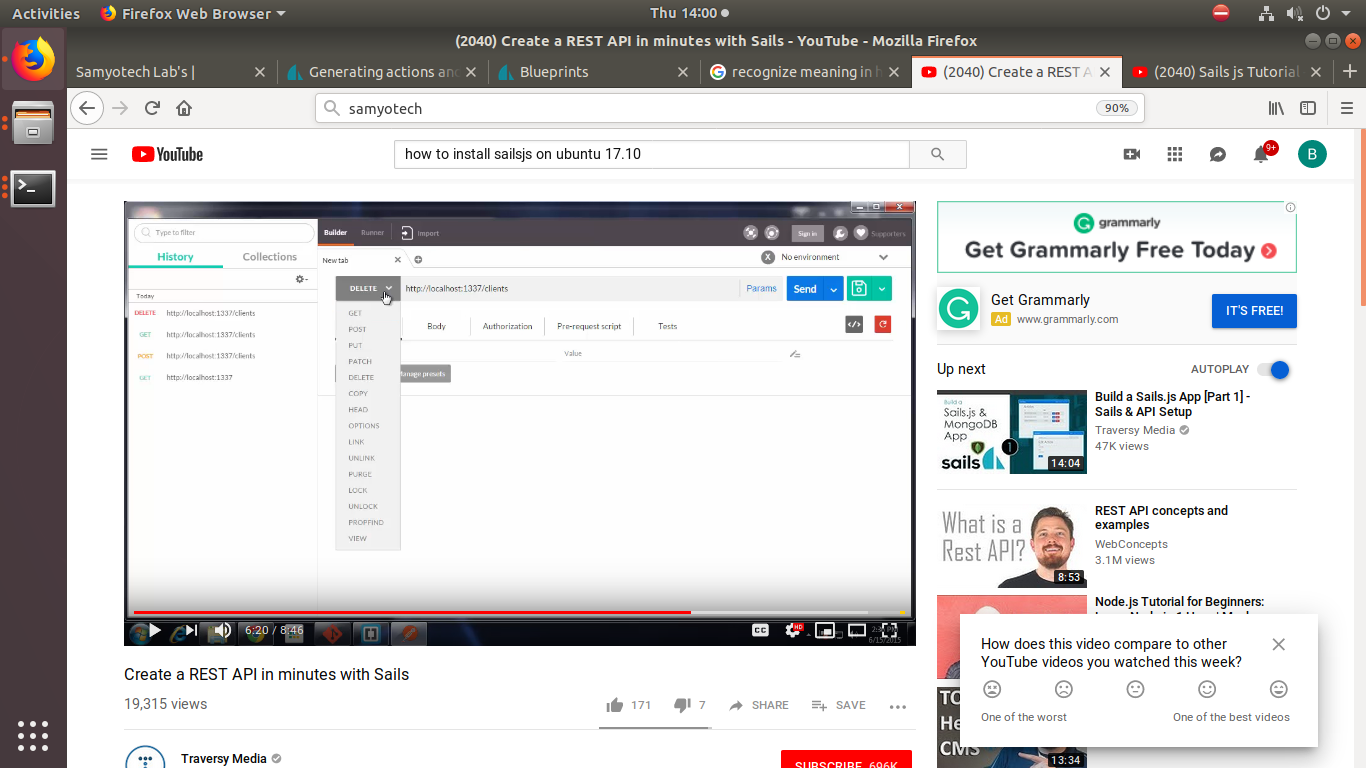 Activities
Firefox Web Browser
Thu 14:00
(2040) Create a REST API in minutes with Sails - YouTube - Mozilla Firefox
Samyotech Lab's |
Generating actions and
Blueprints
recognize meaning in h
(2040) Create a REST A
(2040) Sails js Tutorial
samyotech
90%
YouTube
how to install sailsjs on ubuntu 17.10
9+
B
Type to filter
History
Collections
Today
DELETE http://localhost:1337/clients
GET http://localhost:1337/clients
POST http://localhost:1337/clients
GET http://localhost:1337
Builder
Runner
Import
Sign in
Supporters
New tab
No environment
DELETE
http://localhost:1337/clients
Params
Send
Body
Authorization
Pre-request script
Tests
Value
Manage presets
GET
POST
PUT
PATCH
DELETE
COPY
HEAD
OPTIONS
LINK
UNLINK
PURGE
LOCK
UNLOCK
PROPFIND
VIEW
6:20 / 8:46
CC
HD
6/15/2015
Create a REST API in minutes with Sails
19,315 views
171
7
SHARE
SAVE
Traversy Media
SUBSCRIBE 696K
grammarly
Get Grammarly Free Today
Get Grammarly
Ad www.grammarly.com
IT'S FREE!
Up next
AUTOPLAY
Build a
Sails.js &
MongoDB
App
1
sails
14:04
Build a Sails.js App [Part 1] -
Sails & API Setup
Traversy Media
47K views
What is a
Rest API?
8:53
REST API concepts and
examples
WebConcepts
3.1M views
Node.js Tutorial for Beginners:
How does this video compare to other
YouTube videos you watched this week?
One of the worst
One of the best videos
CMS
13:34